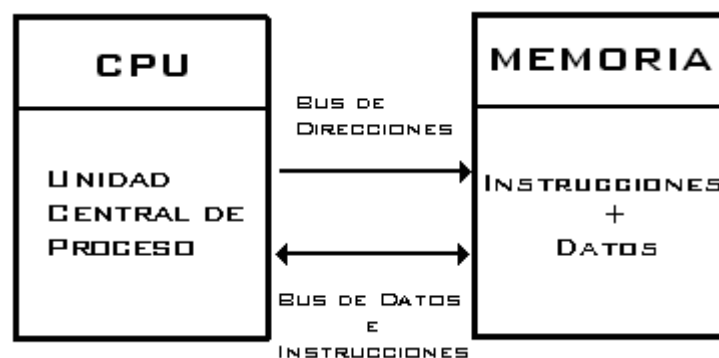 CPU
UNIDAD
CENTRAL DE
PROCESO
BUS DE
DIRECCIONES
BUS DE DATOS
E
INSTRUCCIONES
MEMORIA
INSTRUCCIONES
+
DATOS